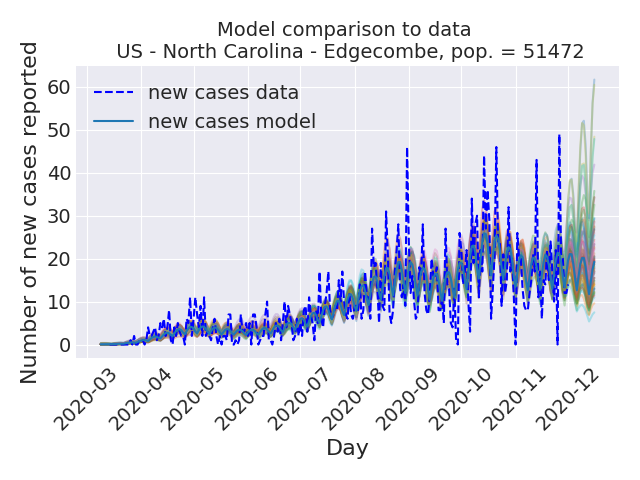 Model comparison to data
US - North Carolina - Edgecombe, pop. = 51472
Number of new cases reported
60
50
40
30
20
10
0
new cases data
new cases model
2020-03
2020-04
2020-05
2020-06
2020-07
2020-08
2020-09
2020-10
2020-11
2020-12
Day